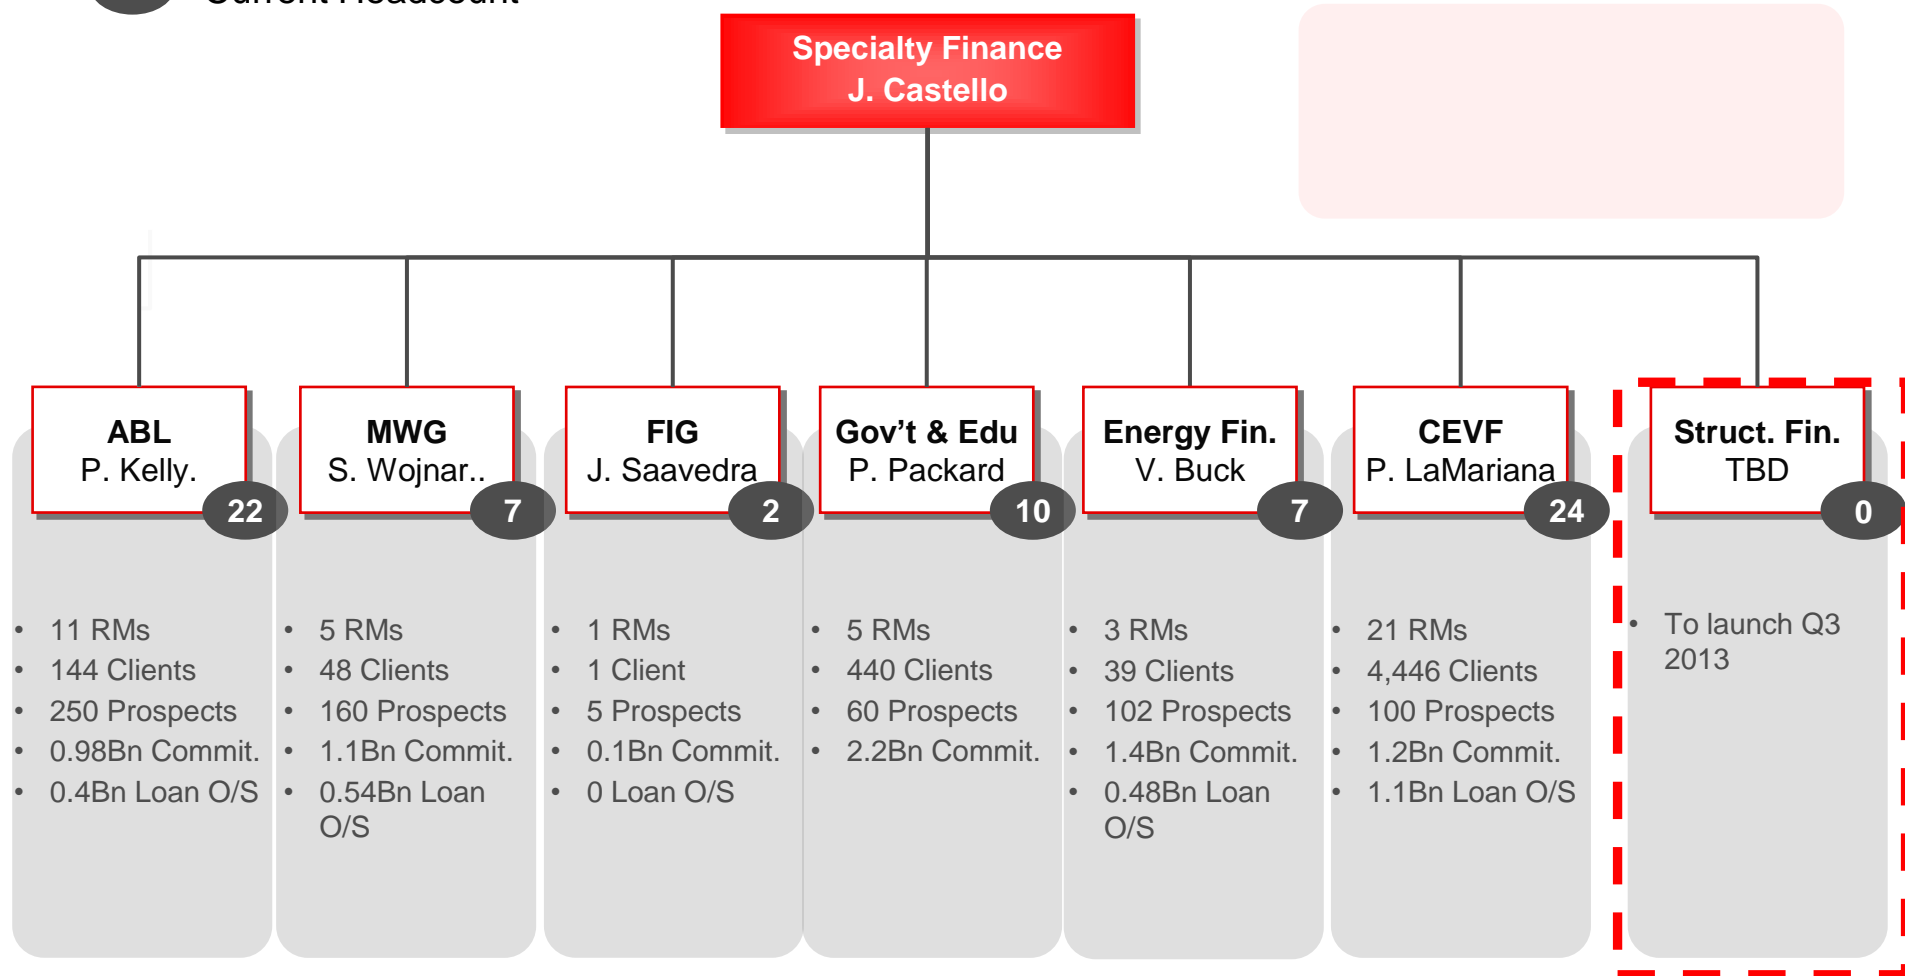 Current Headcount
Specialty Finance
J. Castello
ABL
P. Kelly.
22
MWG
S. Wojnar..
7
FIG
J. Saavedra
2
Gov’t & Edu
P. Packard
10
Energy Fin.
V. Buck
7
CEVF
P. LaMariana
24
Struct. Fin.
TBD
0
• 11 RMs
• 144 Clients
• 250 Prospects
• 0.98Bn Commit.
• 0.4Bn Loan O/S
• 5 RMs
• 48 Clients
• 160 Prospects
• 1.1Bn Commit.
• 0.54Bn Loan
O/S
• 1 RMs
• 1 Client
• 5 Prospects
• 0.1Bn Commit.
• 0 Loan O/S
• 5 RMs
• 440 Clients
• 60 Prospects
• 2.2Bn Commit.
• 3 RMs
• 39 Clients
• 102 Prospects
• 1.4Bn Commit.
• 0.48Bn Loan
O/S
• 21 RMs
• 4,446 Clients
• 100 Prospects
• 1.2Bn Commit.
• 1.1Bn Loan O/S
• To launch Q3
2013